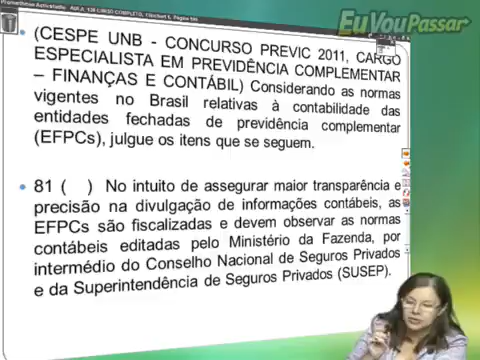 EuVouPassar
(CESPE UNB - CONCURSO PREVIC 2011, CARGO
ESPECIALISTA EM PREVIDÊNCIA COMPLEMENTAR
– FINANÇAS E CONTÁBIL) Considerando as normas
vigentes no Brasil relativas à contabilidade das
entidades fechadas de previdência complementar
(EFPCs), julgue os itens que se seguem.
81 ( ) No intuito de assegurar maior transparência e
precisão na divulgação de informações contábeis, as
EFPCs são fiscalizadas e devem observar as normas
contábeis editadas pelo Ministério da Fazenda, por
intermédio do Conselho Nacional de Seguros Privados
e da Superintendência de Seguros Privados (SUSEP).